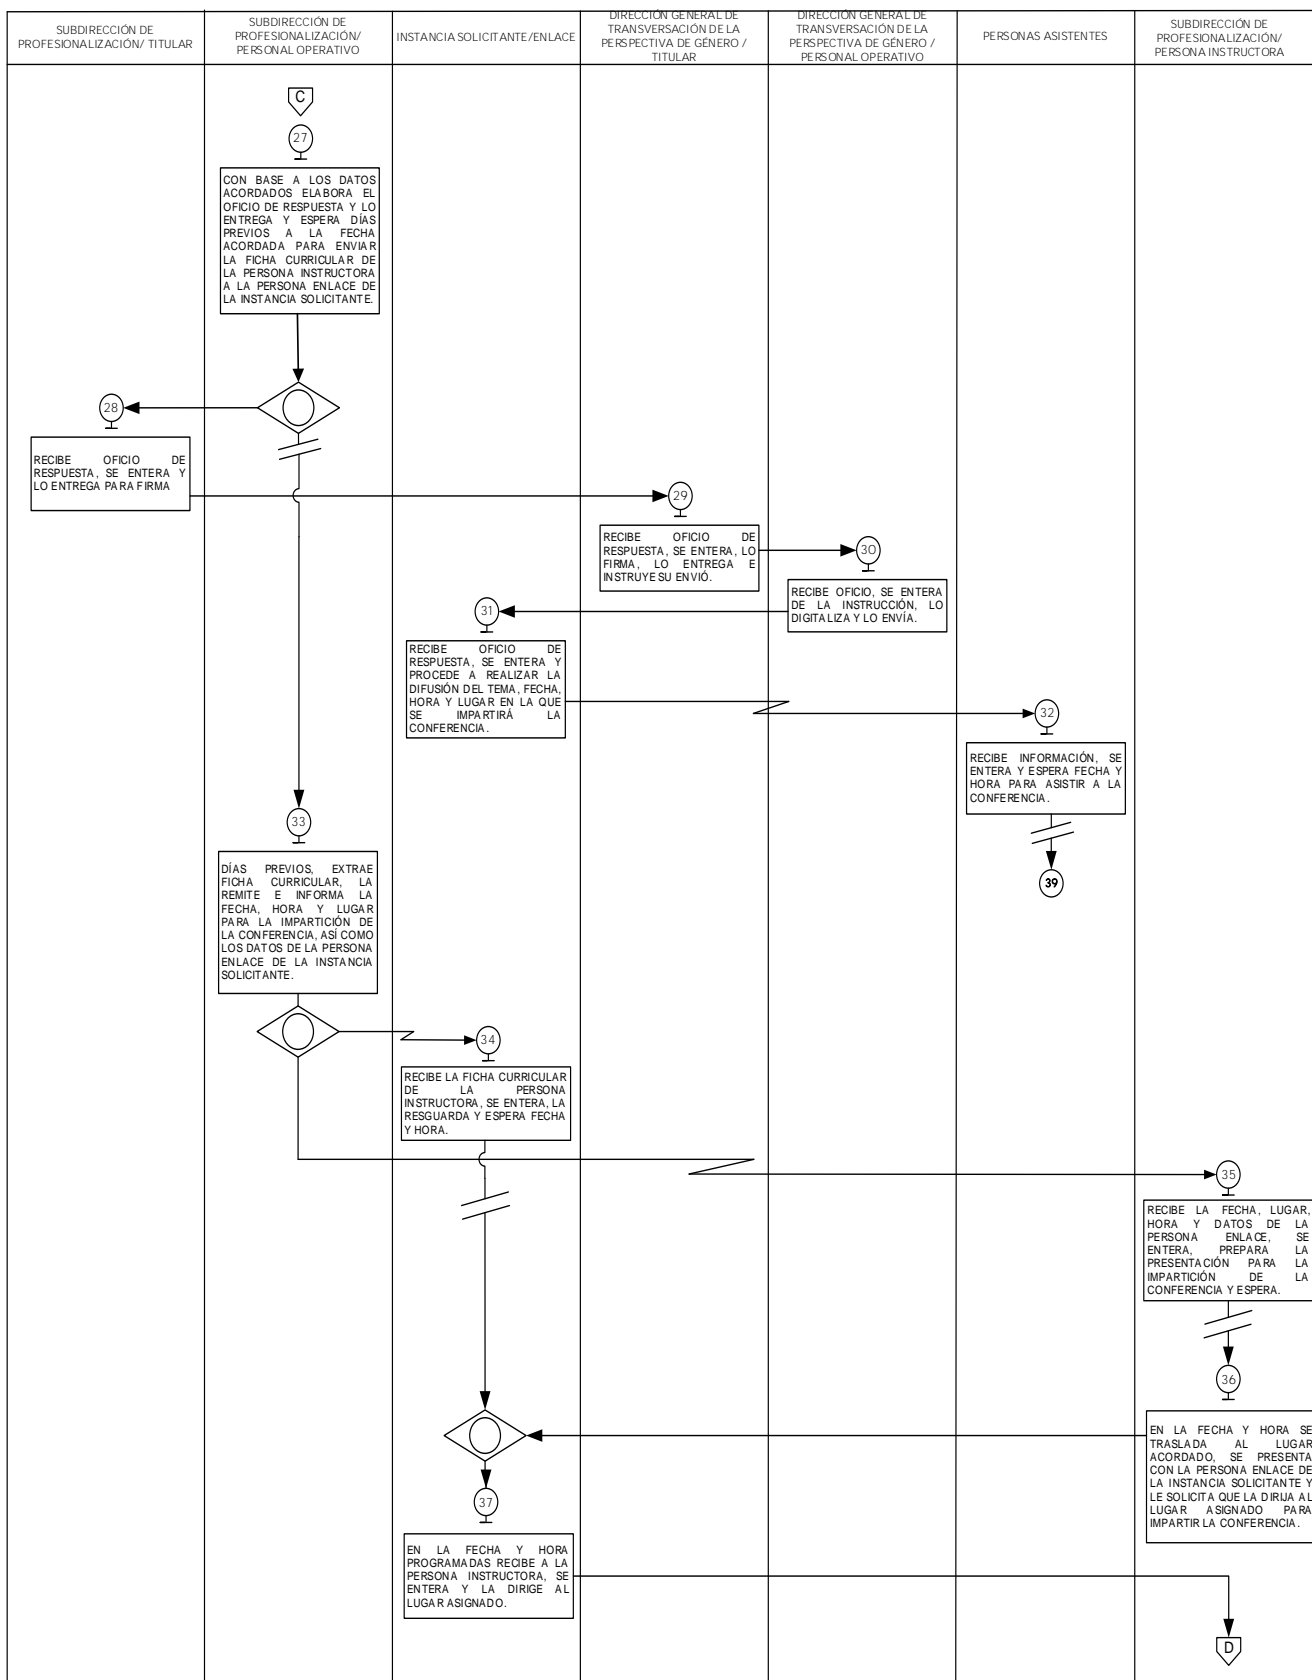 SUBDIRECCIÓN DE
PROFESIONALIZACIÓN/ TITULAR
SUBDIRECCIÓN DE
PROFESIONALIZACIÓN/
PERSONAL OPERATIVO
INSTANCIA SOLICITANTE/ENLACE
DIRECCIÓN GENERAL DE
TRANSVERSACIÓN DE LA
PERSPECTIVA DE GÉNERO /
TITULAR
DIRECCIÓN GENERAL DE
TRANSVERSACIÓN DE LA
PERSPECTIVA DE GÉNERO /
PERSONAL OPERATIVO
PERSONAS ASISTENTES
SUBDIRECCIÓN DE
PROFESIONALIZACIÓN/
PERSONA INSTRUCTORA
C
27
CON BASE A LOS DATOS
ACORDADOS ELABORA EL
OFICIO DE RESPUESTA Y LO
ENTREGA Y ESPERA DÍAS
PREVIOS A LA FECHA
ACORDADA PARA ENVIAR
LA FICHA CURRICULAR DE
LA PERSONA INSTRUCTORA
A LA PERSONA ENLACE DE
LA INSTANCIA SOLICITANTE.
28
RECIBE OFICIO DE
RESPUESTA, SE ENTERA Y
LO ENTREGA PARA FIRMA
29
RECIBE OFICIO DE
RESPUESTA, SE ENTERA, LO
FIRMA, LO ENTREGA E
INSTRUYE SU ENVIÓ.
30
RECIBE OFICIO, SE ENTERA
DE LA INSTRUCCIÓN, LO
DIGITALIZA Y LO ENVÍA.
31
RECIBE OFICIO DE
RESPUESTA, SE ENTERA Y
PROCEDE A REALIZAR LA
DIFUSIÓN DEL TEMA, FECHA,
HORA Y LUGAR EN LA QUE
SE IMPARTIRÁ LA
CONFERENCIA.
32
RECIBE INFORMACIÓN, SE
ENTERA Y ESPERA FECHA Y
HORA PARA ASISTIR A LA
CONFERENCIA.
39
33
DÍAS PREVIOS, EXTRAE
FICHA CURRICULAR, LA
REMITE E INFORMA LA
FECHA, HORA Y LUGAR
PARA LA IMPARTICIÓN DE
LA CONFERENCIA, ASÍ COMO
LOS DATOS DE LA PERSONA
ENLACE DE LA INSTANCIA
SOLICITANTE.
34
RECIBE LA FICHA CURRICULAR
DE LA PERSONA
INSTRUCTORA, SE ENTERA, LA
RESGUARDA Y ESPERA FECHA
Y HORA.
35
RECIBE LA FECHA, LUGAR,
HORA Y DATOS DE LA
PERSONA ENLACE, SE
ENTERA, PREPARA LA
PRESENTACIÓN PARA LA
IMPARTICIÓN DE LA
CONFERENCIA Y ESPERA.
36
EN LA FECHA Y HORA SE
TRASLADA AL LUGAR
ACORDADO, SE PRESENTA
CON LA PERSONA ENLACE DE
LA INSTANCIA SOLICITANTE Y
LE SOLICITA QUE LA DIRIJA AL
LUGAR ASIGNADO PARA
IMPARTIR LA CONFERENCIA.
37
EN LA FECHA Y HORA
PROGRAMADAS RECIBE A LA
PERSONA INSTRUCTORA, SE
ENTERA Y LA DIRIGE AL
LUGAR ASIGNADO.
D